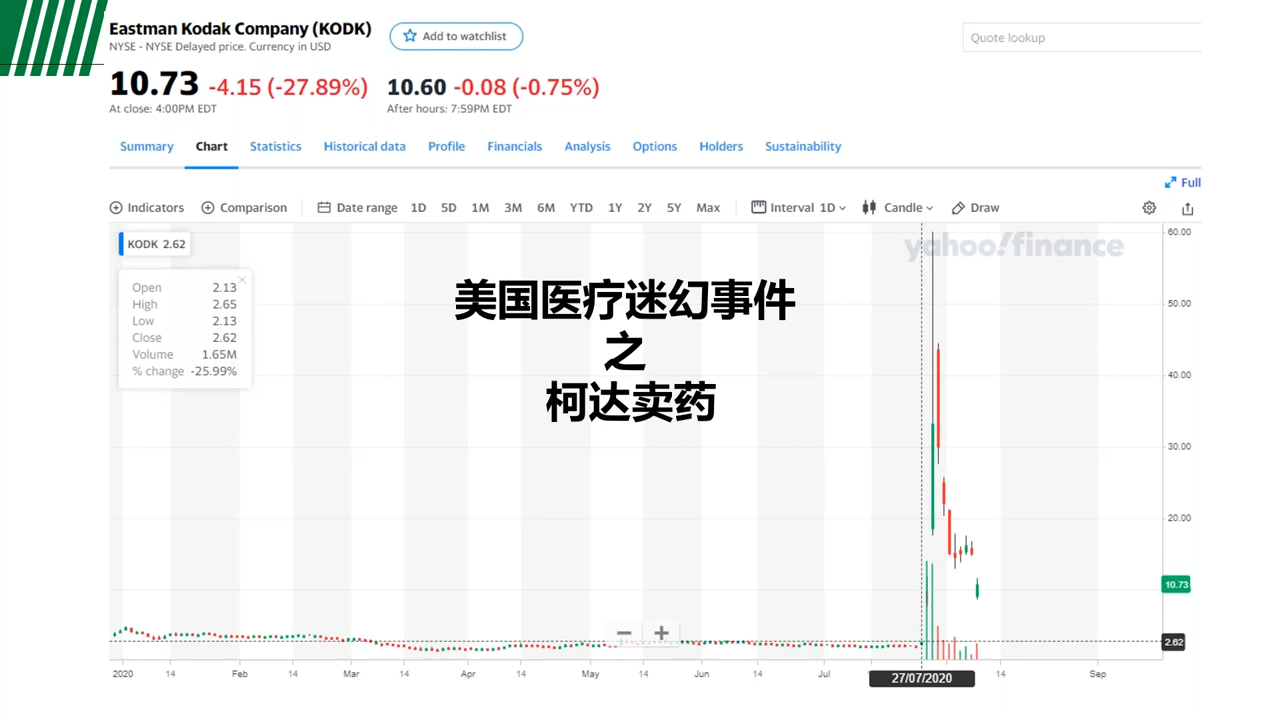 Eastman Kodak Company (KODK)
Add to watchlist
Quote lookup
NYSE - NYSE Delayed price. Currency in USD
10.73 -4.15 (-27.89%) 10.60 -0.08 (-0.75%)
At close: 4:00PM EDT After hours: 7:59PM EDT
Summary Chart Statistics Historical data Profile Financials Analysis Options Holders Sustainability
Full
Indicators Comparison Date range 1D 5D 1M 3M 6M YTD 1Y 2Y 5Y Max Interval 1D Candle Draw
KODK 2.62
yahoo!finance
60.00
Open 2.13
High 2.65
Low 2.13
Close 2.62
Volume 1.65M
% change -25.99%
美国医疗迷幻事件
之
柯达卖药
50.00
40.00
30.00
20.00
10.73
2.62
2020 14 Feb 14 Mar 14 Apr 14 May 14 Jun 14 Jul 14 Sep
27/07/2020